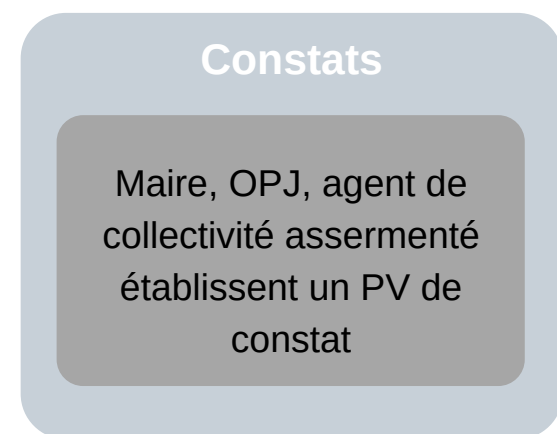 Constats
Maire, OPJ, agent de
collectivité assermenté
établissent un PV de
constat